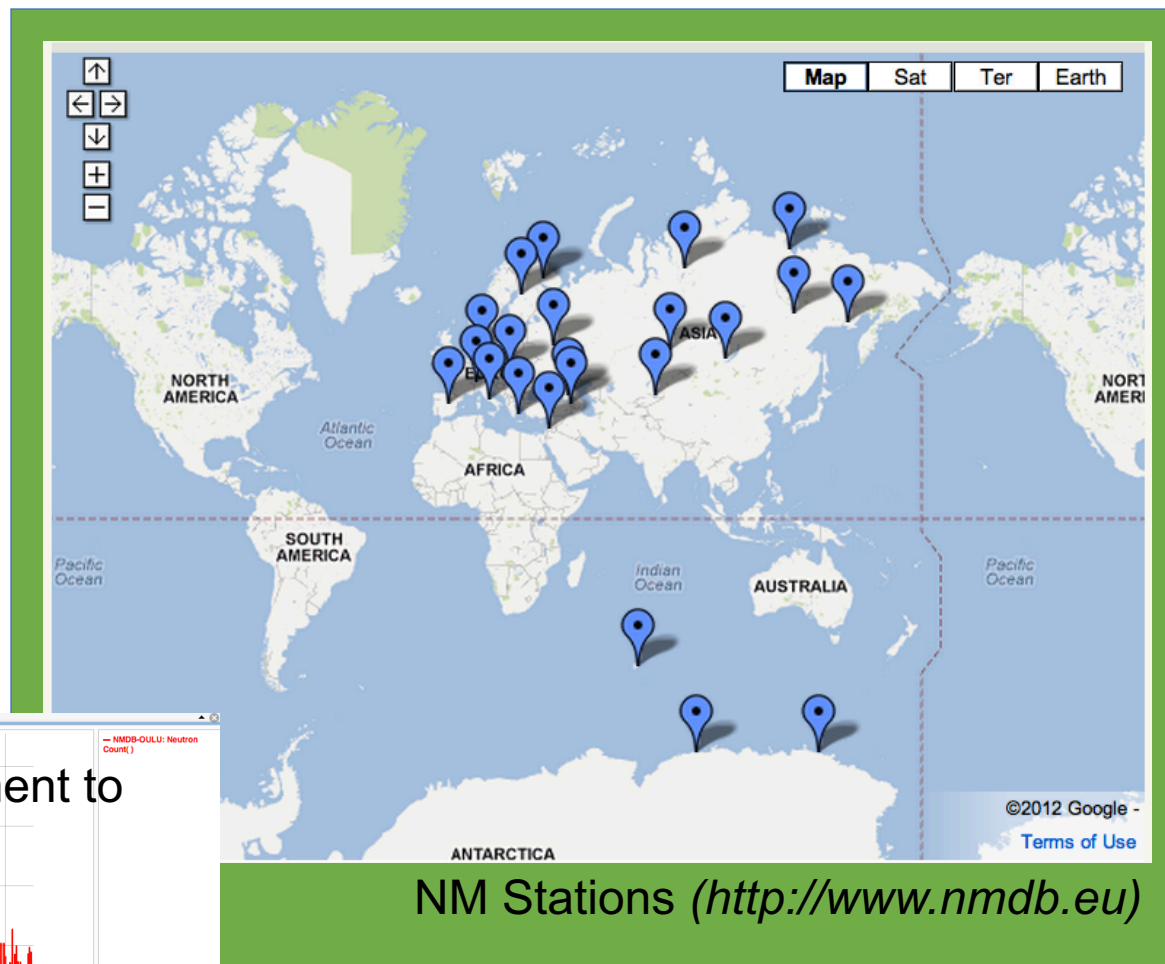 Map Sat Ter Earth
NORTH
AMERICA
Atlantic
Ocean
ASIA
NORT
AMERI
AFRICA
SOUTH
AMERICA
Pacific
Ocean
Indian
Ocean
AUSTRALIA
Pacific
Ocean
ANTARCTICA
©2012 Google -
Terms of Use
— NMDB-OULU: Neutron
Count( )
ent to
NM Stations (http://www.nmdb.eu)